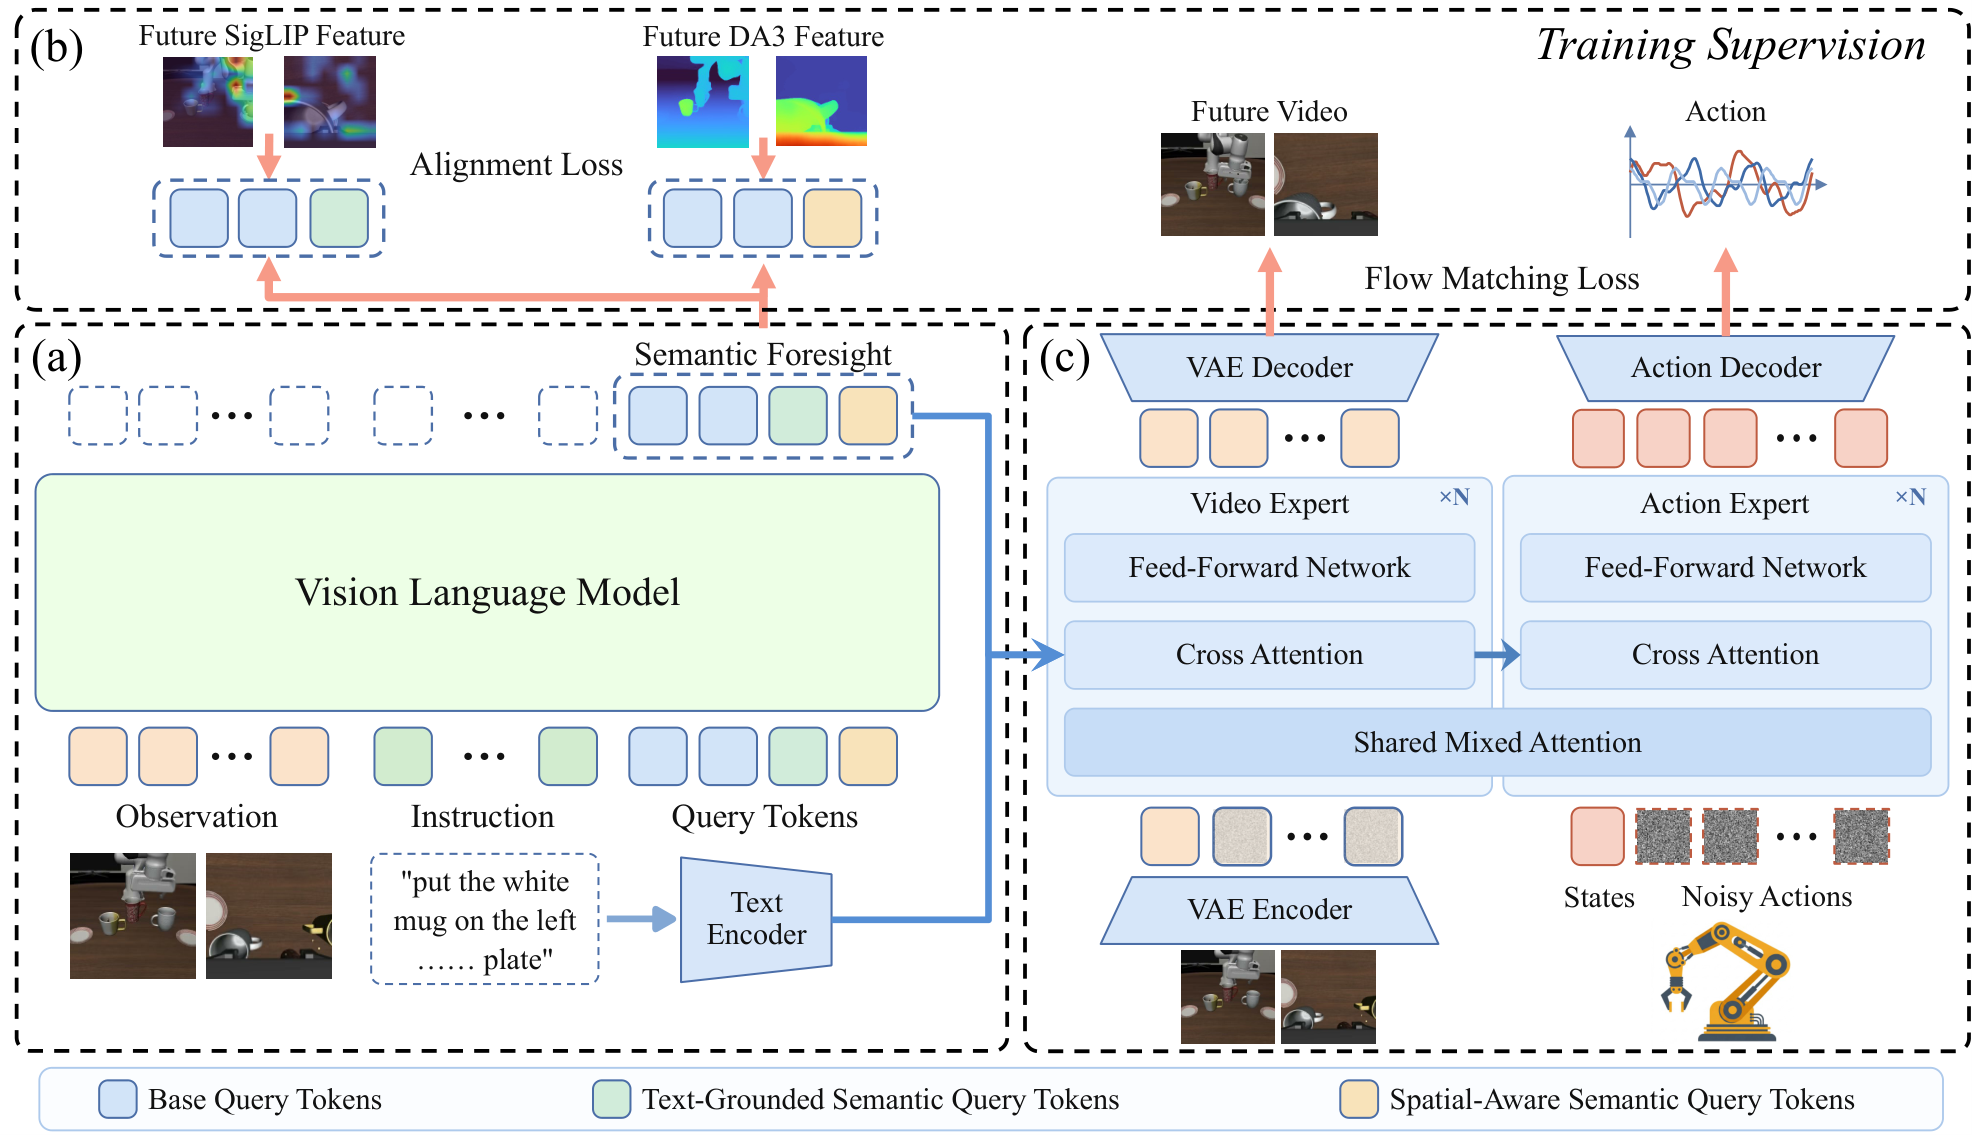 (b)
Future SigLIP Feature
Future DA3 Feature
Training Supervision
Alignment Loss
Future Video
Action
Flow Matching Loss
(a)
Semantic Foresight
Vision Language Model
Observation
Instruction
Query Tokens
"put the white
mug on the left
...... plate"
Text
Encoder
(c)
VAE Decoder
Action Decoder
Video Expert
×N
Action Expert
×N
Feed-Forward Network
Feed-Forward Network
Cross Attention
Cross Attention
Shared Mixed Attention
VAE Encoder
States
Noisy Actions
Base Query Tokens
Text-Grounded Semantic Query Tokens
Spatial-Aware Semantic Query Tokens